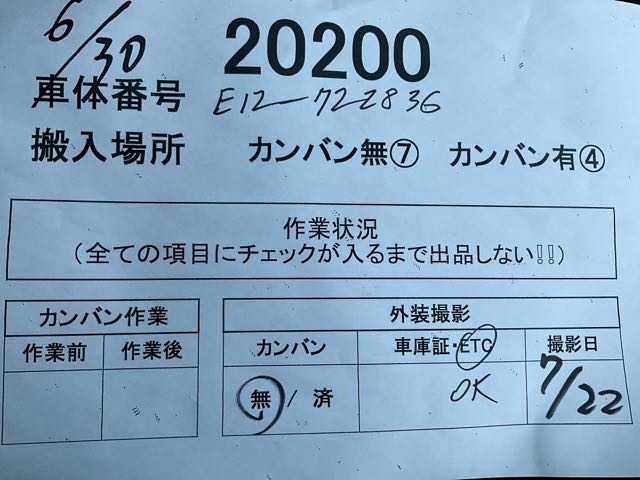 6/30
20200
車体番号 E12-722836
搬入場所 カンバン無⑦ カンバン有④
作業状況
（全ての項目にチェックが入るまで出品しない!!）
カンバン作業
作業前 作業後
外装撮影
カンバン 車庫証・ETC 撮影日
無 / 済 OK 7/22